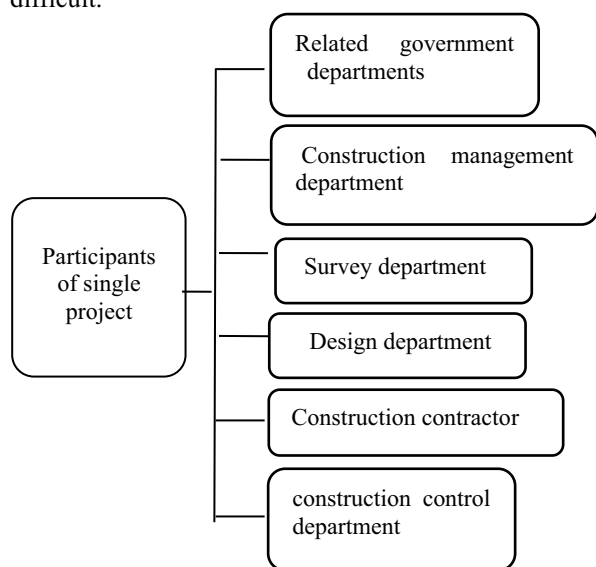 difficult.
Related government
departments
Construction management
department
Participants
of single
project
Survey department
Design department
Construction contractor
construction control
department